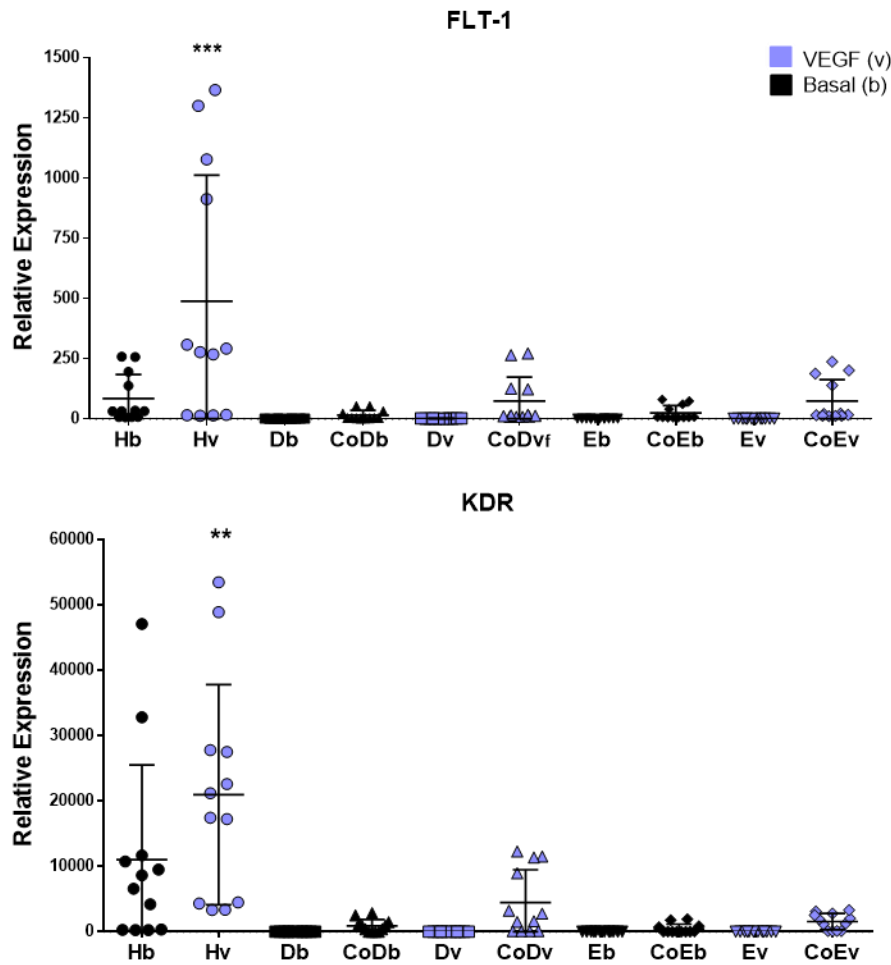 FLT-1
***
VEGF (v)
Basal (b)
Relative Expression
1500
1250
1000
750
500
250
0
Hb Hv Db CoDb Dv CoDvf Eb CoEb Ev CoEv
KDR
**
Relative Expression
60000
50000
40000
30000
20000
10000
0
Hb Hv Db CoDb Dv CoDv Eb CoEb Ev CoEv